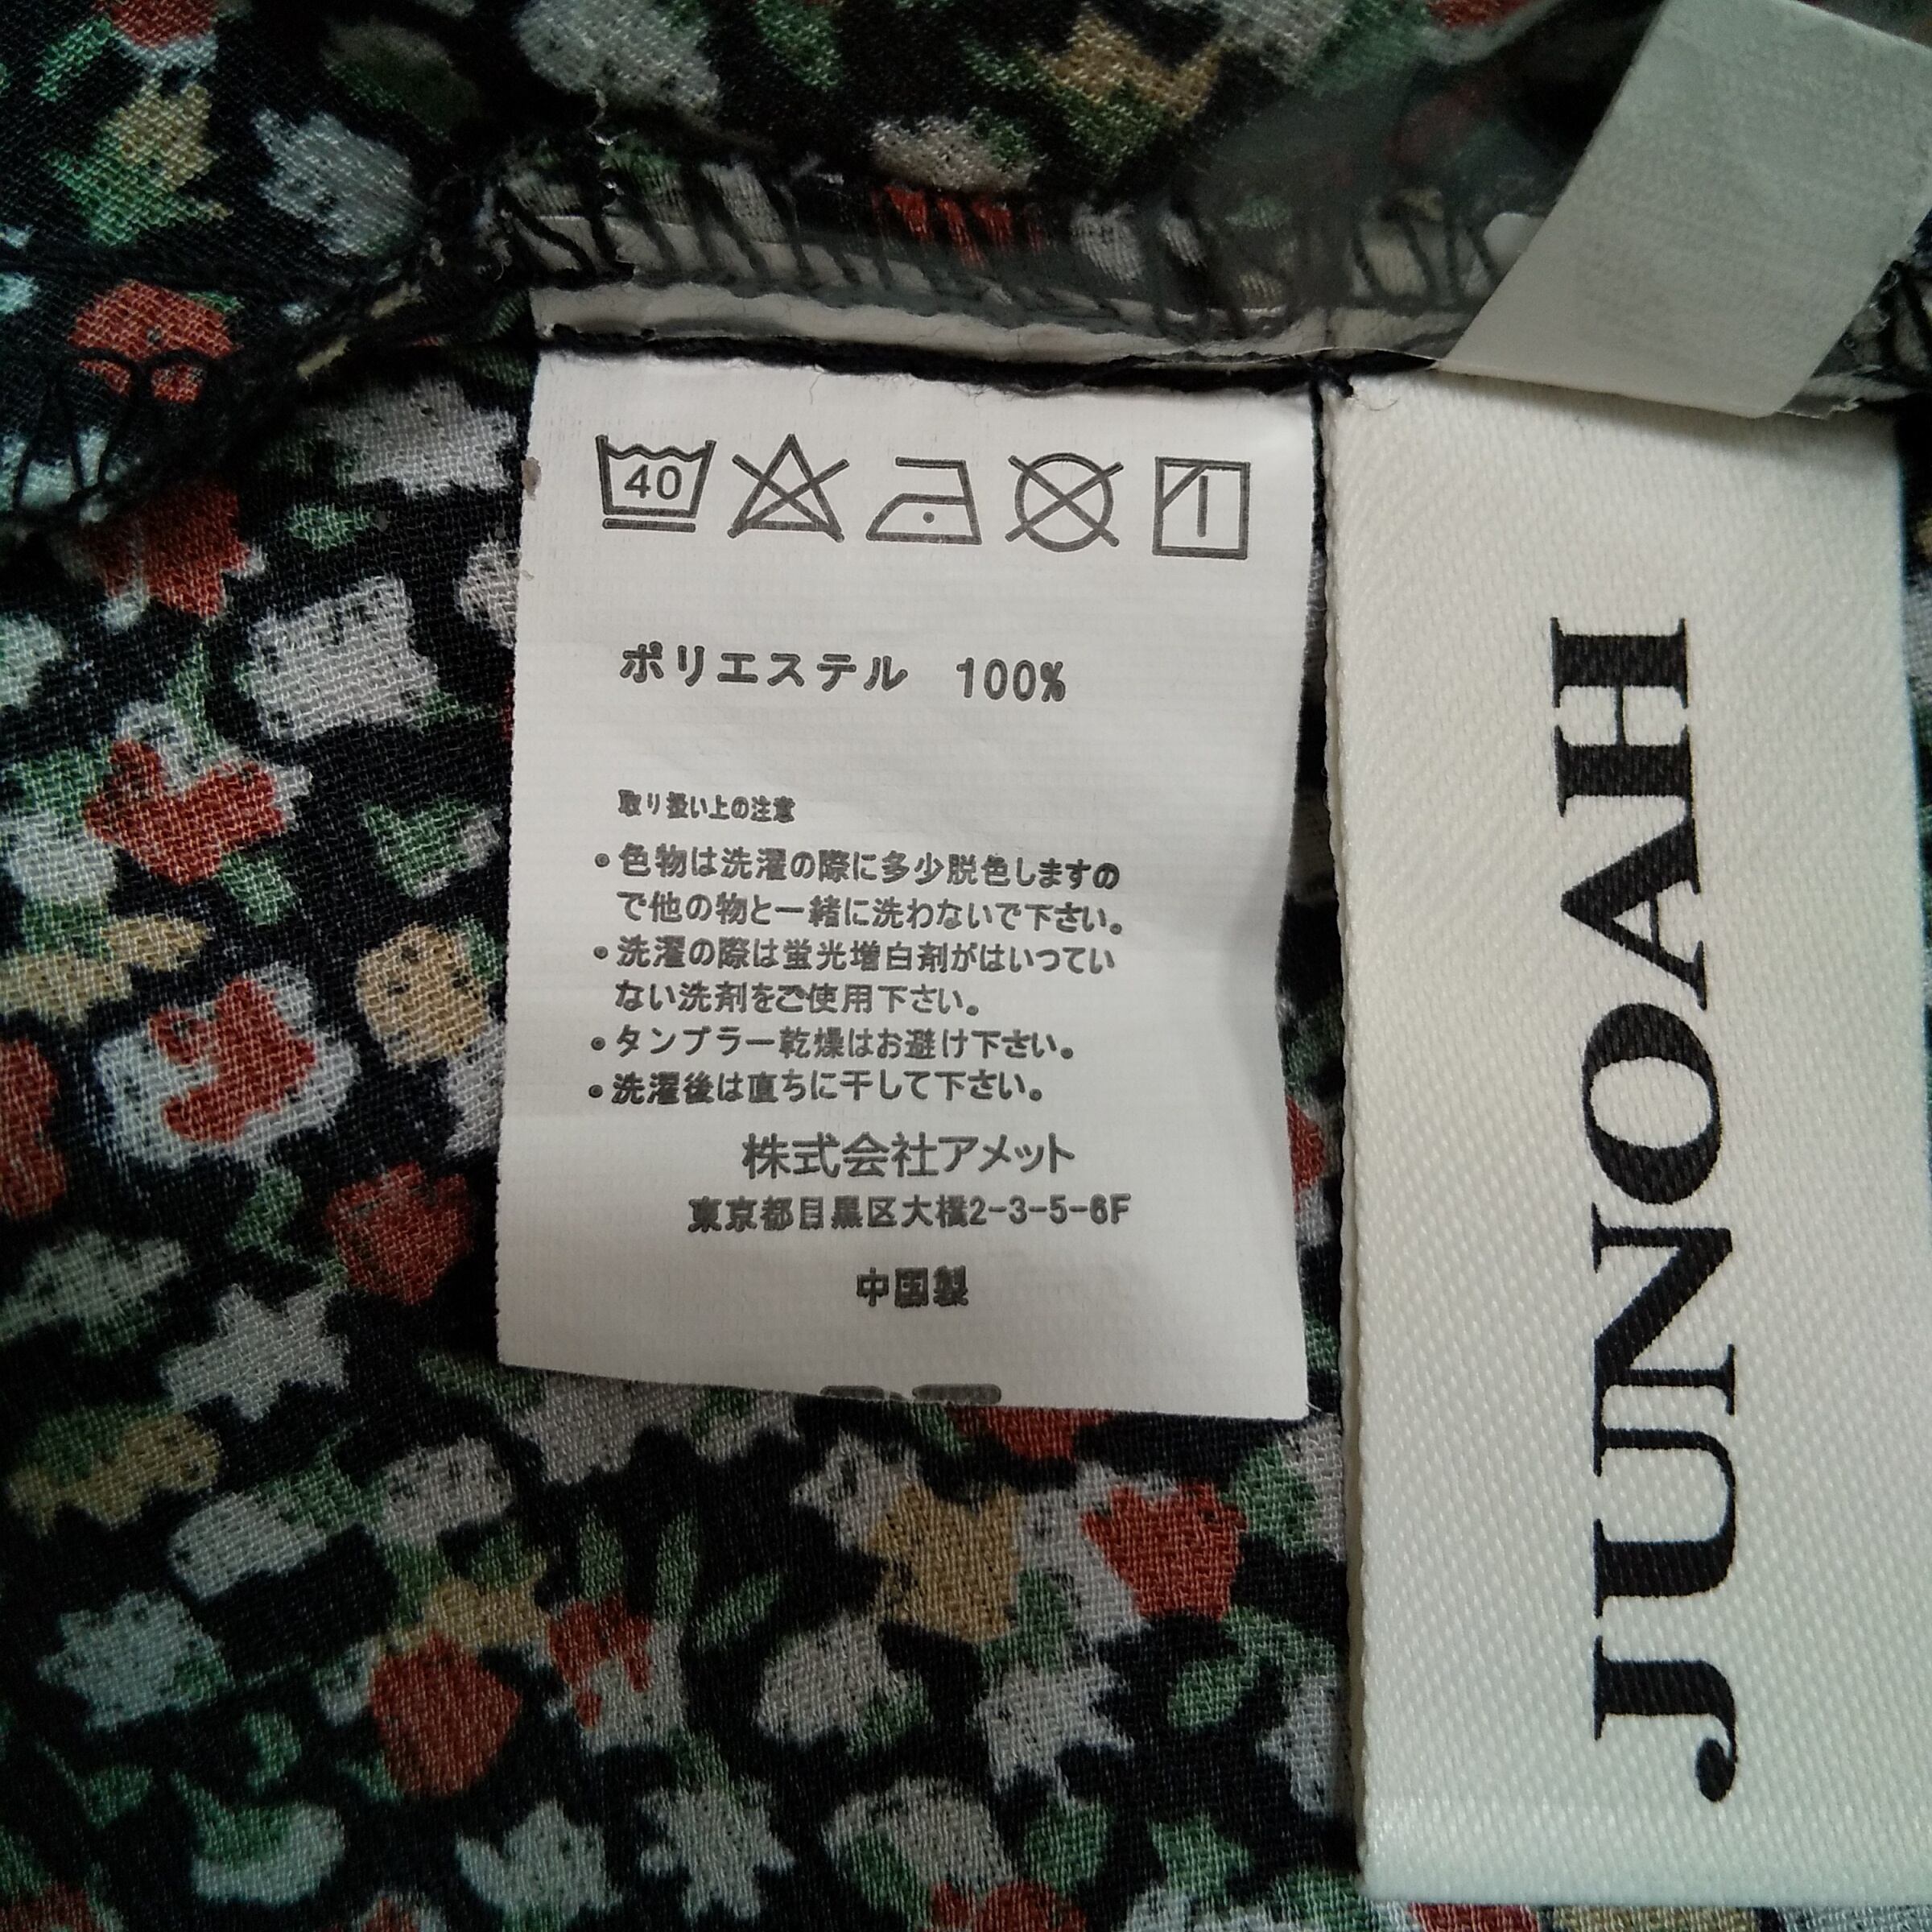 40
ポリエステル 100%
取り扱い上の注意
•色物は洗濯の際に多少脱色しますの
で他の物と一緒に洗わないで下さい。
•洗濯の際は蛍光増白剤がはいつてい
ない洗剤をご使用下さい。
•タンブラー乾燥はお避け下さい。
•洗濯後は直ちに干して下さい。
株式会社アメット
東京都目黒区大橋2-3-5-6F
中国製
JUNOAH